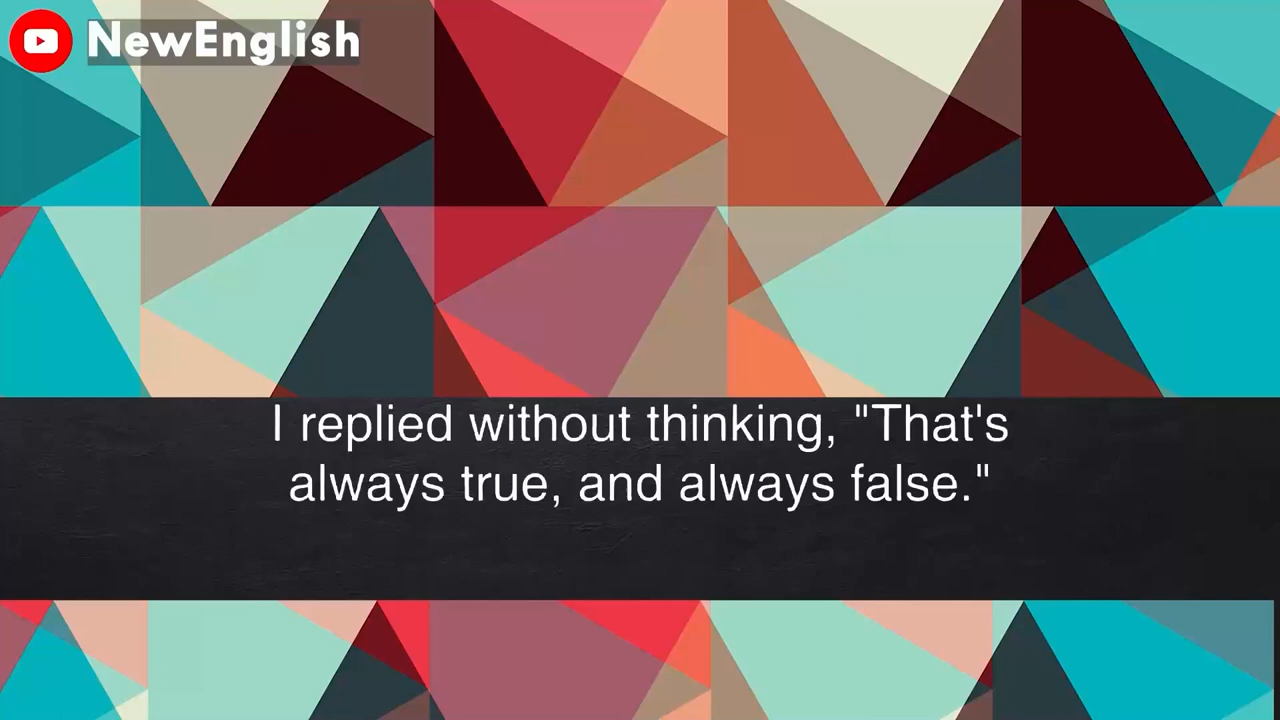 NewEnglish
I replied without thinking, "That's
always true, and always false."